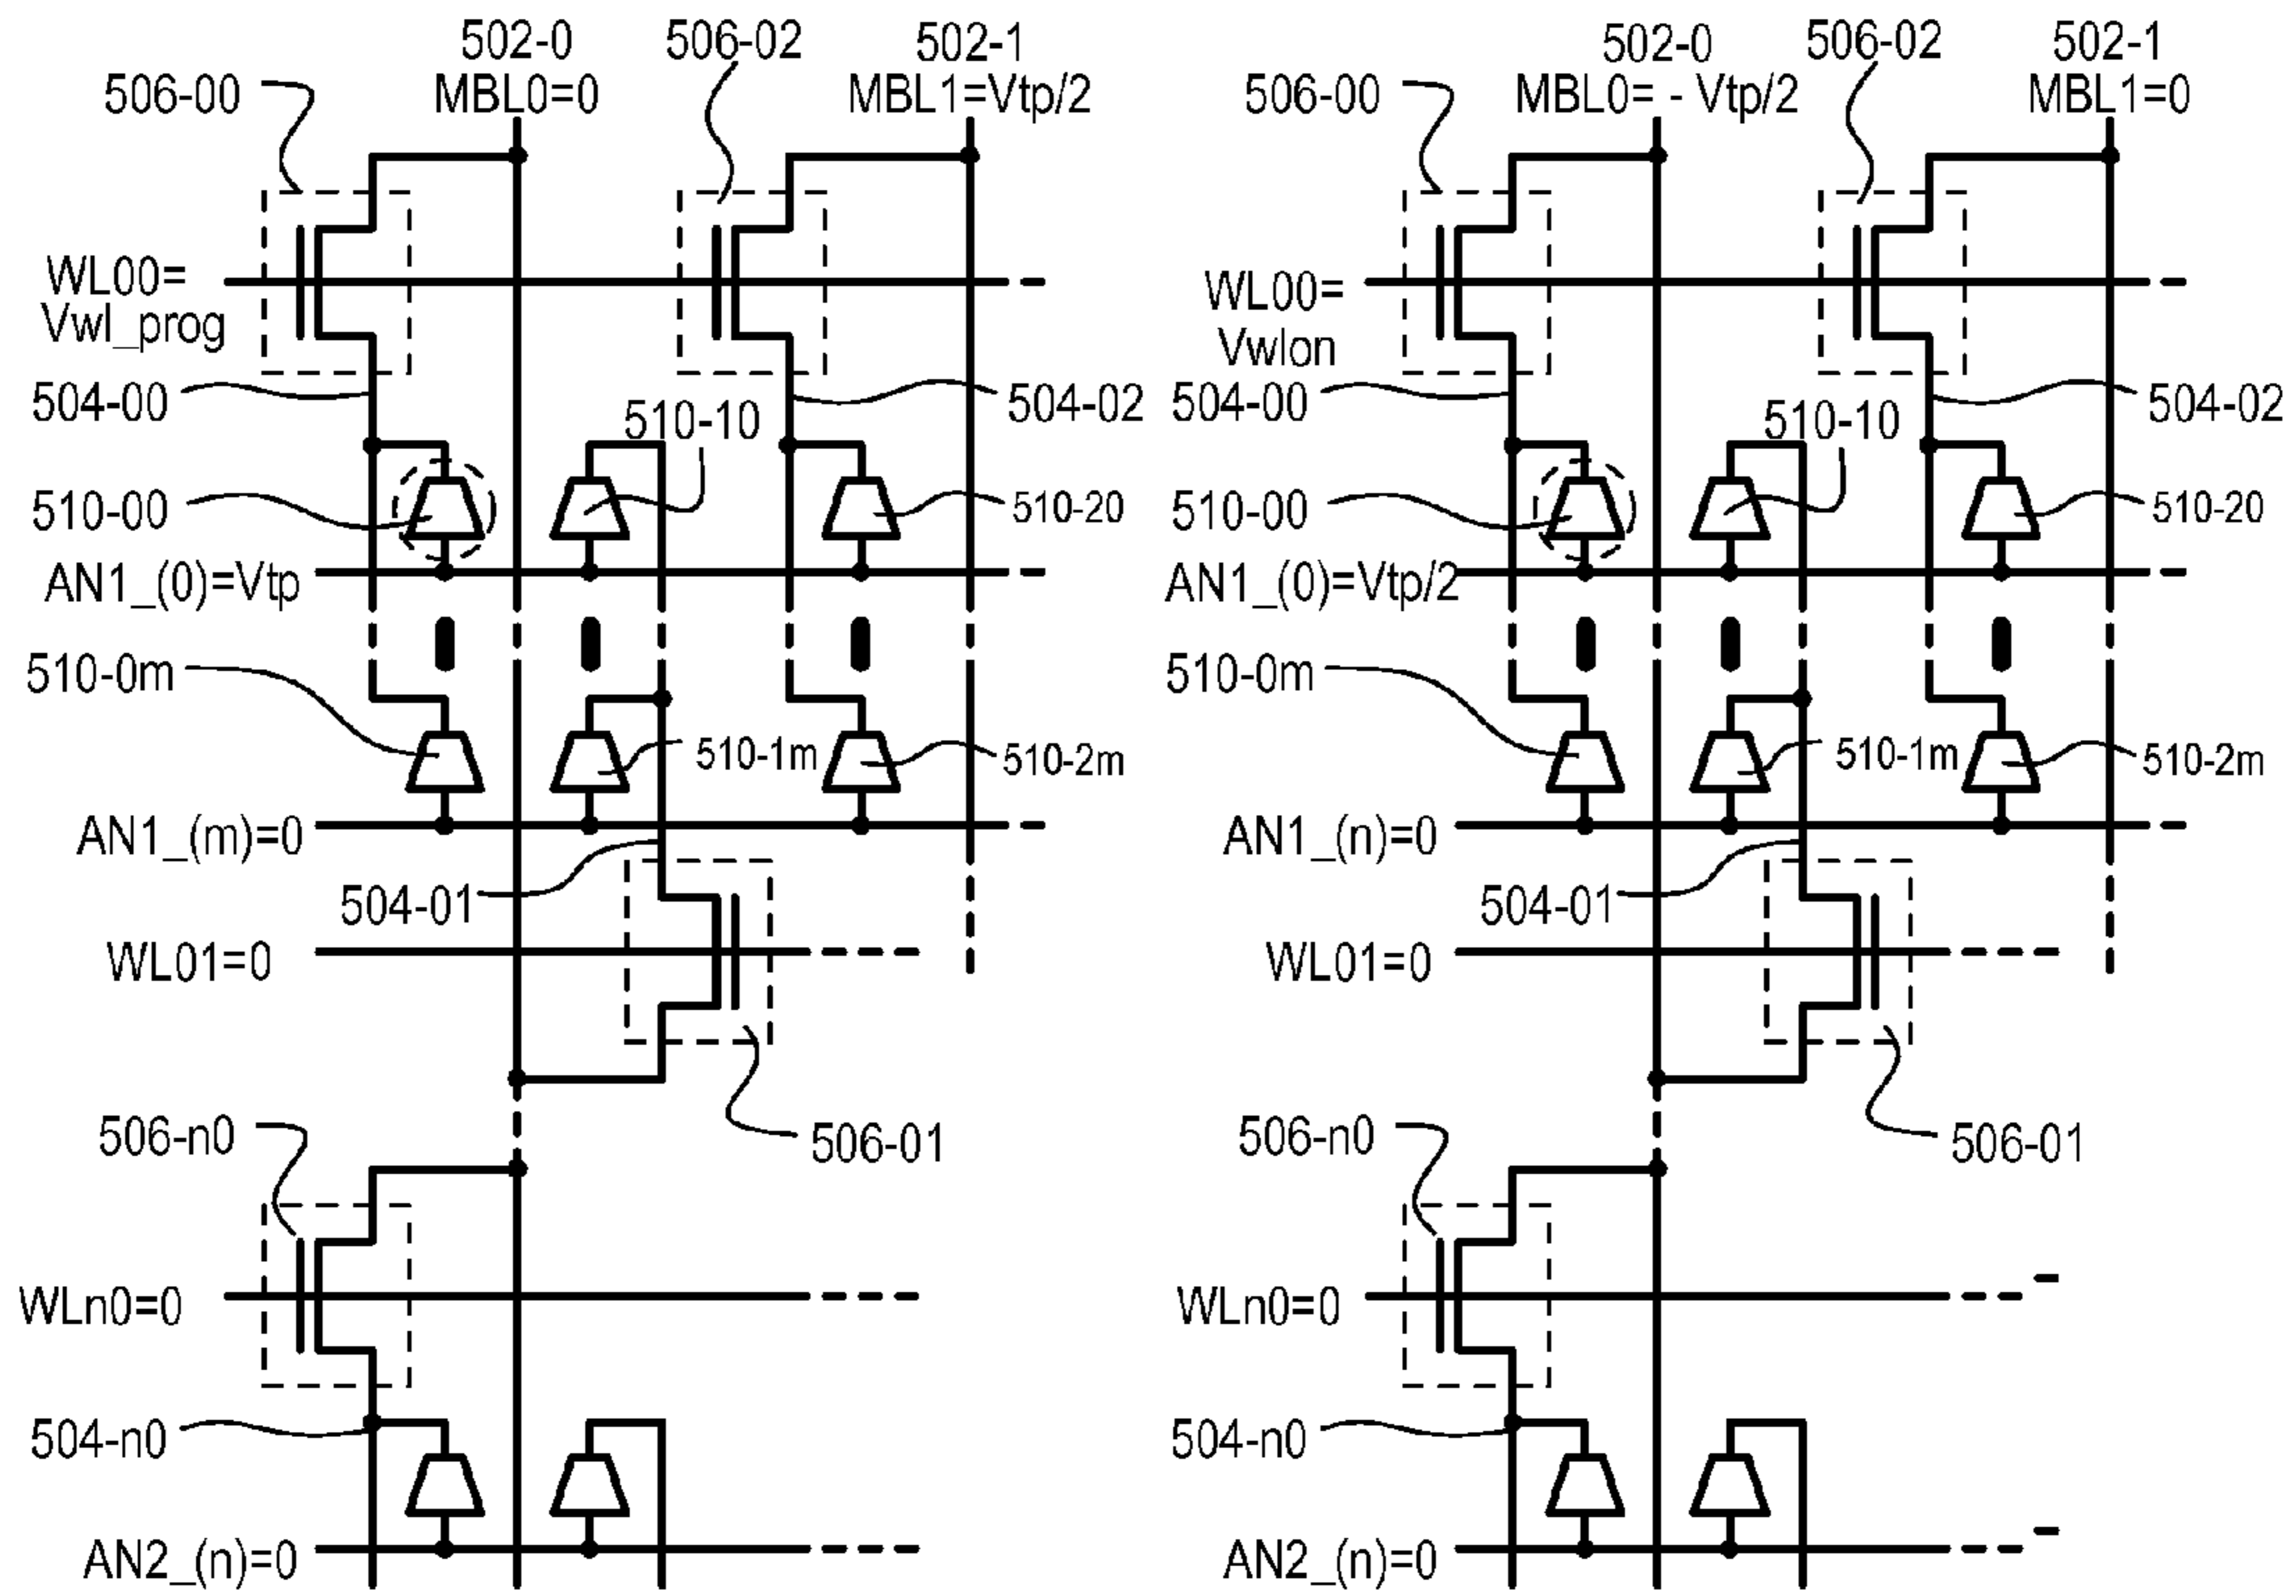 502-0
MBL0=0
506-02
502-1
MBL1=Vtp/2
506-00
WL00=
Vwl_prog
504-00
504-02
510-10
510-00
510-20
AN1_(0)=Vtp
510-0m
510-1m
510-2m
AN1_(m)=0
504-01
WL01=0
506-n0
506-01
WLn0=0
504-n0
AN2_(n)=0
502-0
MBL0= - Vtp/2
506-02
502-1
MBL1=0
506-00
WL00=
Vwlon
504-00
504-02
510-10
510-00
510-20
AN1_(0)=Vtp/2
510-0m
510-1m
510-2m
AN1_(n)=0
504-01
WL01=0
506-n0
506-01
WLn0=0
504-n0
AN2_(n)=0